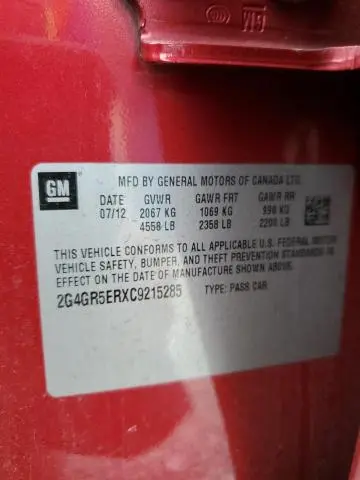 GM
MFD BY GENERAL MOTORS OF CANADA LTD.
DATE GVWR GAWR FRT GAWR RR
07/12 2067 KG 1069 KG 998 KG
4558 LB 2358 LB 2200 LB
THIS VEHICLE CONFORMS TO ALL APPLICABLE U.S. FEDERAL MOTOR
VEHICLE SAFETY, BUMPER, AND THEFT PREVENTION STANDARDS IN
EFFECT ON THE DATE OF MANUFACTURE SHOWN ABOVE.
2G4GR5ERXC9215285 TYPE: PASS CAR